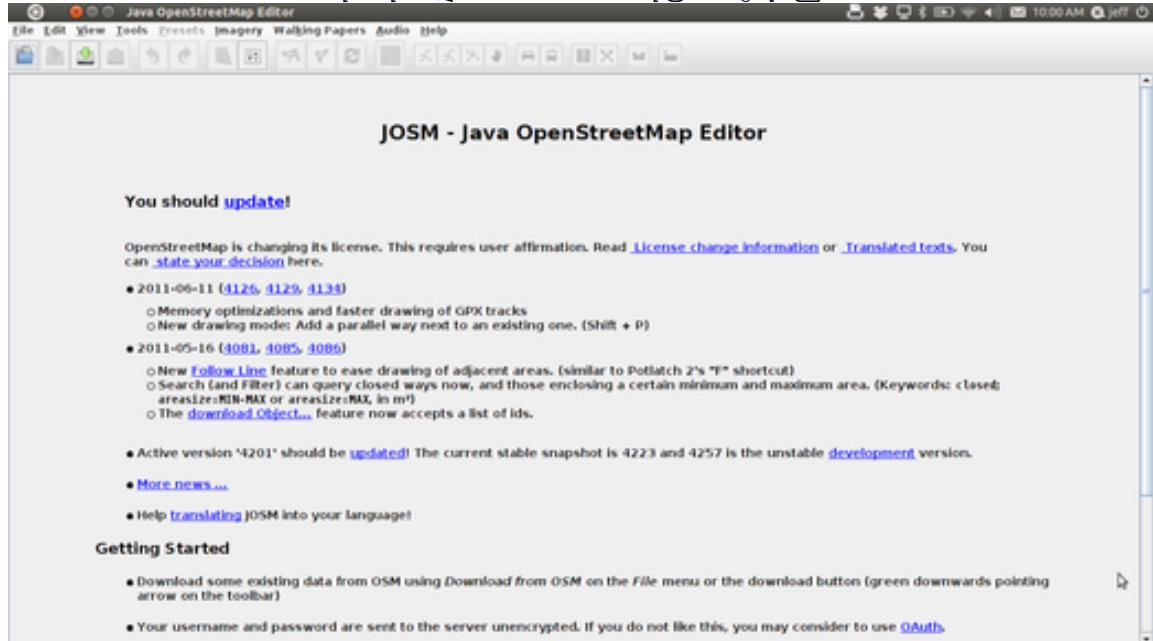 Java OpenStreetMap Editor
10:00 AM jeff
File Edit View Tools Presets Imagery Walking Papers Audio Help
JOSM - Java OpenStreetMap Editor
You should update!
OpenStreetMap is changing its license. This requires user affirmation. Read License change information or Translated texts. You
can state your decision here.
2011-06-11 (4126, 4129, 4134)
Memory optimizations and faster drawing of GPX tracks
New drawing mode: Add a parallel way next to an existing one. (Shift + P)
2011-05-16 (4081, 4085, 4086)
New Follow Line feature to ease drawing of adjacent areas. (similar to Potlatch 2's "F" shortcut)
Search (and Filter) can query closed ways now, and those enclosing a certain minimum and maximum area. (Keywords: closed;
areasize:MIN-MAX or areasize:MAX, in m²)
The download Object... feature now accepts a list of ids.
Active version '4201' should be updated! The current stable snapshot is 4223 and 4257 is the unstable development version.
More news ...
Help translating JOSM into your language!
Getting Started
Download some existing data from OSM using Download from OSM on the File menu or the download button (green downwards pointing
arrow on the toolbar)
Your username and password are sent to the server unencrypted. If you do not like this, you may consider to use OAuth.